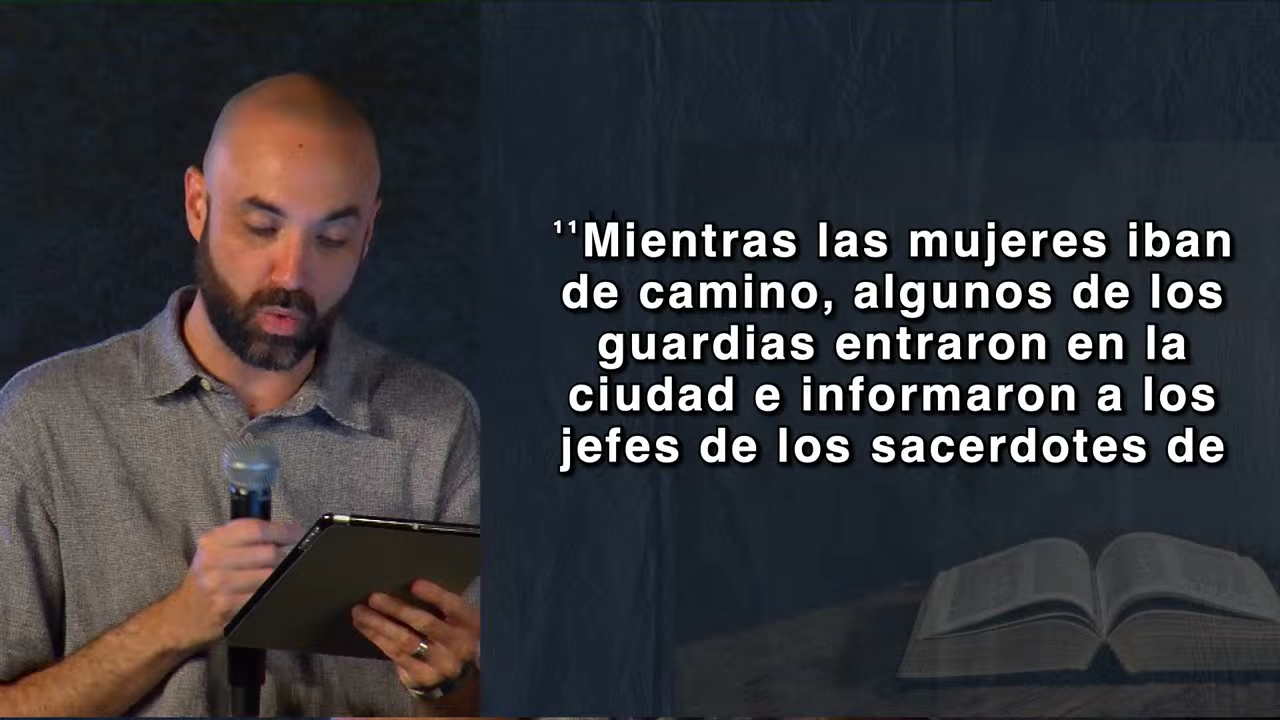 ¹¹Mientras las mujeres iban
de camino, algunos de los
guardias entraron en la
ciudad e informaron a los
jefes de los sacerdotes de